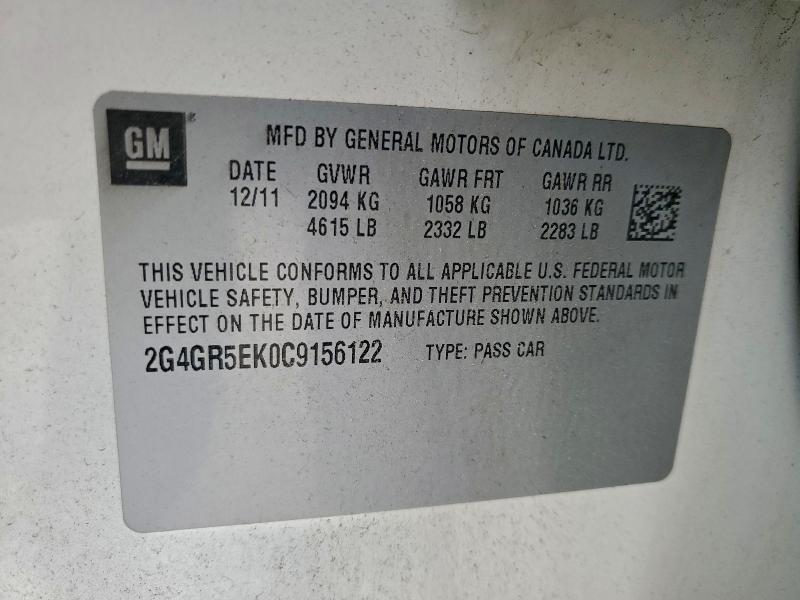 GM
MFD BY GENERAL MOTORS OF CANADA LTD.
DATE GVWR GAWR FRT GAWR RR
12/11 2094 KG 1058 KG 1036 KG
4615 LB 2332 LB 2283 LB
THIS VEHICLE CONFORMS TO ALL APPLICABLE U.S. FEDERAL MOTOR
VEHICLE SAFETY, BUMPER, AND THEFT PREVENTION STANDARDS IN
EFFECT ON THE DATE OF MANUFACTURE SHOWN ABOVE.
2G4GR5EK0C9156122 TYPE: PASS CAR